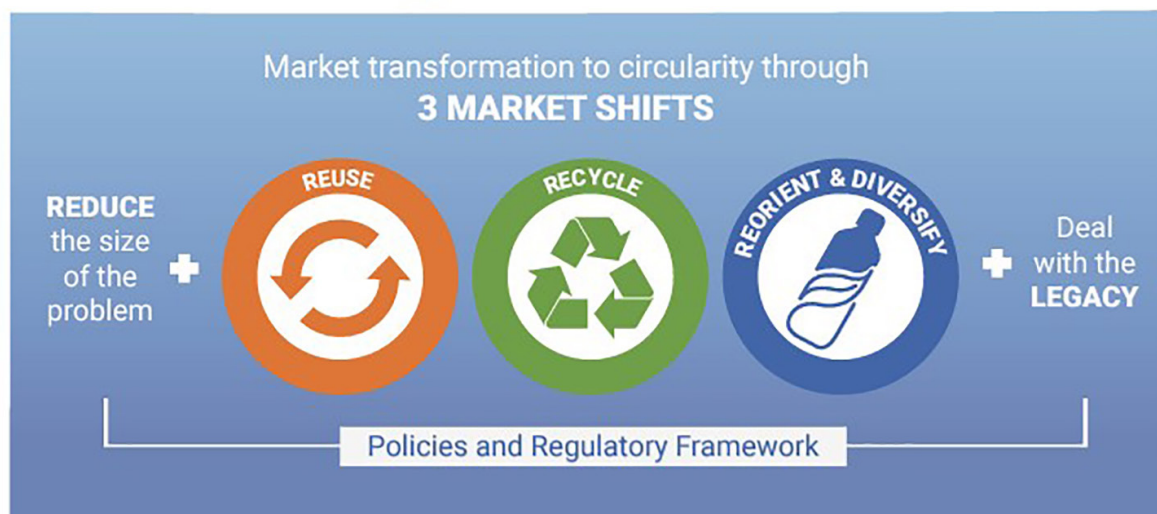 Market transformation to circularity through
3 MARKET SHIFTS
REDUCE
the size
of the
problem
REUSE
RECYCLE
REORIENT & DIVERSIFY
Deal
with the
LEGACY
Policies and Regulatory Framework